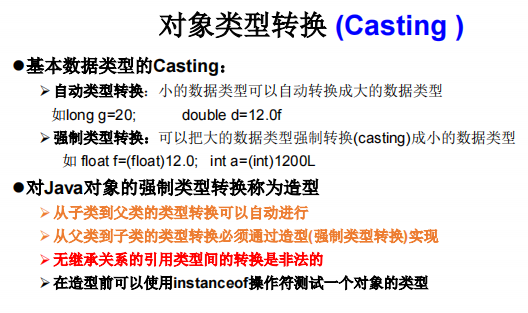 对象类型转换 (Casting )
●基本数据类型的Casting：
➢自动类型转换：小的数据类型可以自动转换成大的数据类型
如long g=20; double d=12.0f
➢强制类型转换：可以把大的数据类型强制转换(casting)成小的数据类型
如 float f=(float)12.0; int a=(int)1200L
●对Java对象的强制类型转换称为造型
➢从子类到父类的类型转换可以自动进行
➢从父类到子类的类型转换必须通过造型(强制类型转换)实现
➢无继承关系的引用类型间的转换是非法的
➢在造型前可以使用instanceof操作符测试一个对象的类型